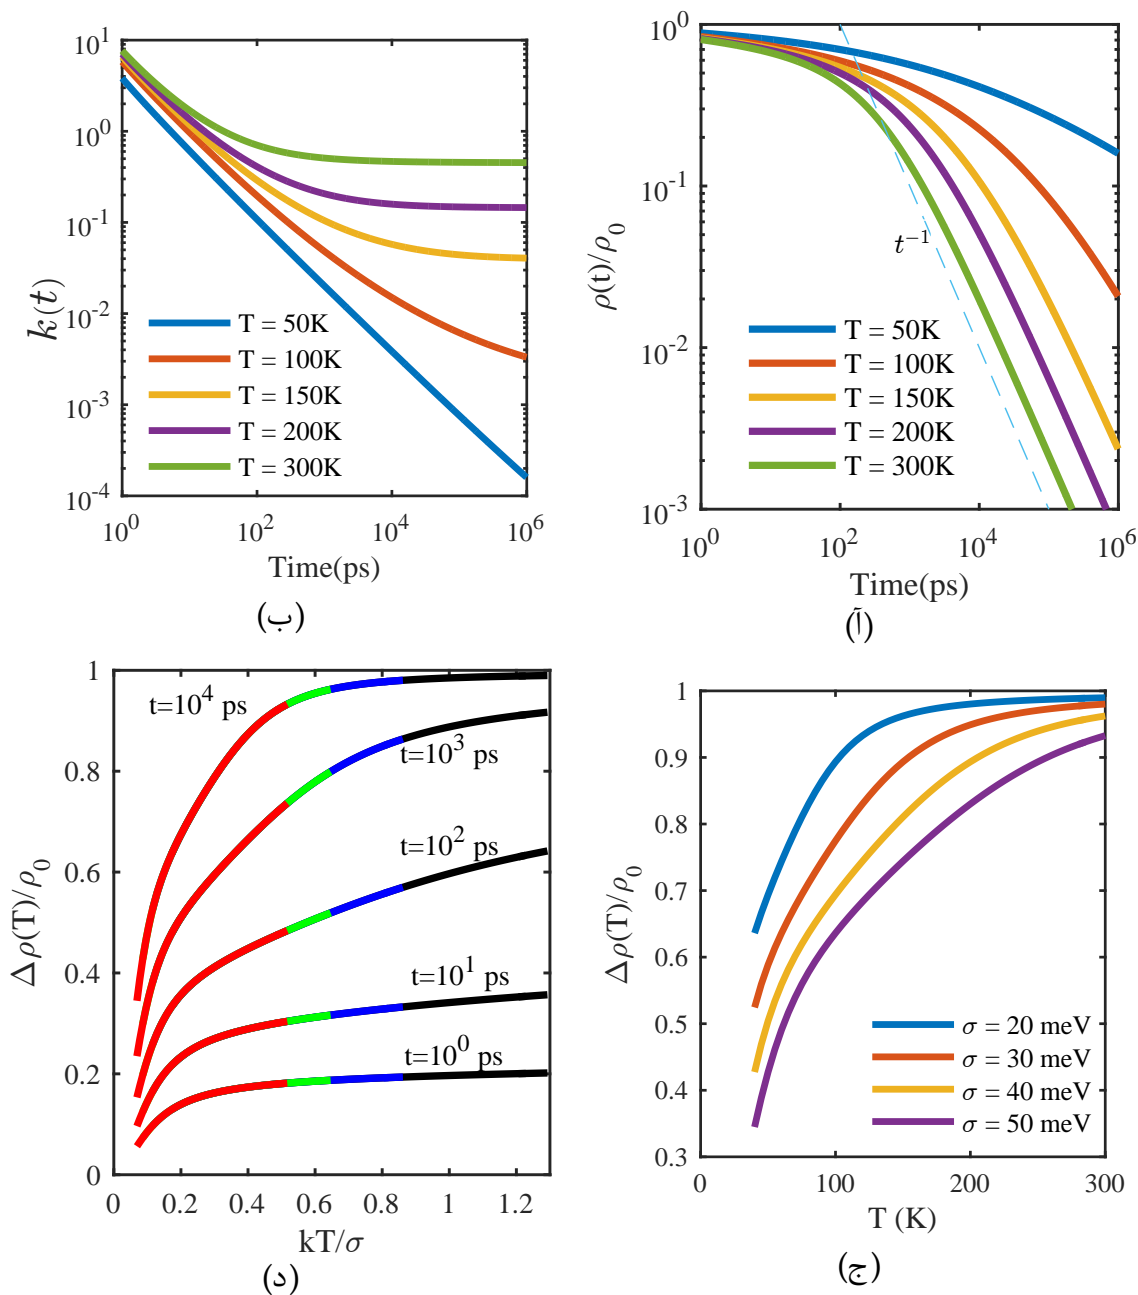 10^1
10^0
10^-1
10^-2
10^-3
10^-4
k(t)
T = 50K
T = 100K
T = 150K
T = 200K
T = 300K
10^0 10^2 10^4 10^6
Time(ps)
(ب)
10^0
10^-1
10^-2
10^-3
ρ(t)/ρ_0
t^-1
T = 50K
T = 100K
T = 150K
T = 200K
T = 300K
10^0 10^2 10^4 10^6
Time(ps)
(آ)
1
0.8
0.6
0.4
0.2
0
Δρ(T)/ρ_0
t=10^4 ps
t=10^3 ps
t=10^2 ps
t=10^1 ps
t=10^0 ps
0 0.2 0.4 0.6 0.8 1 1.2
kT/σ
(د)
1
0.9
0.8
0.7
0.6
0.5
0.4
0.3
Δρ(T)/ρ_0
σ = 20 meV
σ = 30 meV
σ = 40 meV
σ = 50 meV
0 100 200 300
T (K)
(ج)